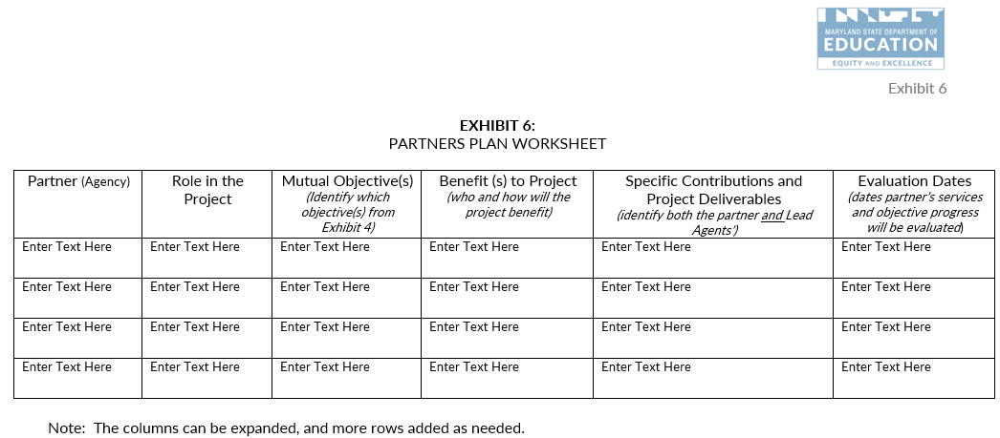 MARYLAND STATE DEPARTMENT OF
EDUCATION
EQUITY AND EXCELLENCE
Exhibit 6
EXHIBIT 6:
PARTNERS PLAN WORKSHEET
Partner (Agency)
Role in the
Project
Mutual Objective(s)
(Identify which
objective(s) from
Exhibit 4)
Benefit (s) to Project
(who and how will the
project benefit)
Specific Contributions and
Project Deliverables
(identify both the partner and Lead
Agents’)
Evaluation Dates
(dates partner’s services
and objective progress
will be evaluated)
Enter Text Here Enter Text Here Enter Text Here Enter Text Here Enter Text Here Enter Text Here
Enter Text Here Enter Text Here Enter Text Here Enter Text Here Enter Text Here Enter Text Here
Enter Text Here Enter Text Here Enter Text Here Enter Text Here Enter Text Here Enter Text Here
Enter Text Here Enter Text Here Enter Text Here Enter Text Here Enter Text Here Enter Text Here
Note: The columns can be expanded, and more rows added as needed.